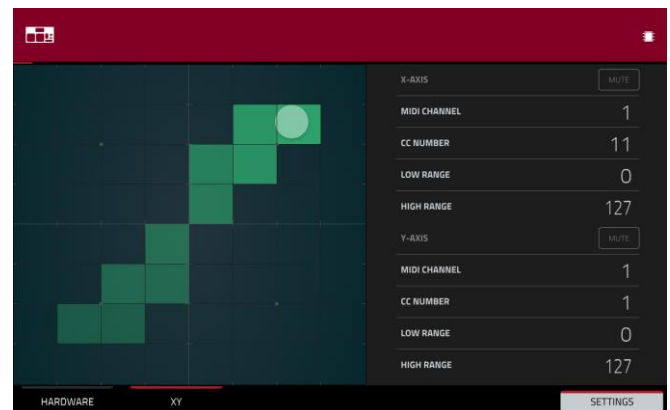 X-AXIS MUTE
MIDI CHANNEL 1
CC NUMBER 11
LOW RANGE 0
HIGH RANGE 127
Y-AXIS MUTE
MIDI CHANNEL 1
CC NUMBER 1
LOW RANGE 0
HIGH RANGE 127
HARDWARE XY SETTINGS